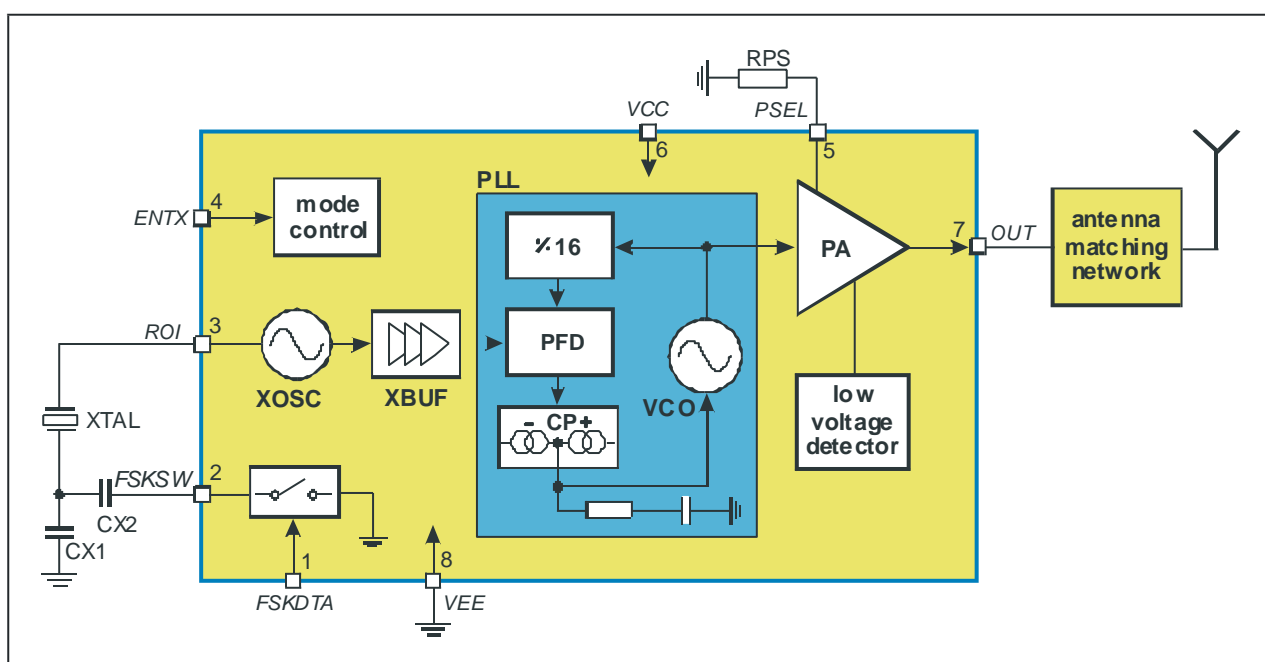 RPS
VCC
PSEL
6
5
PLL
ENTX
4
mode
control
16
PA
7
OUT
antenna
matching
network
ROI
3
PFD
XOSC
XBUF
VCO
XTAL
- CP+
low
voltage
detector
FSKSW
2
CX2
CX1
1
8
FSKDTA
VEE